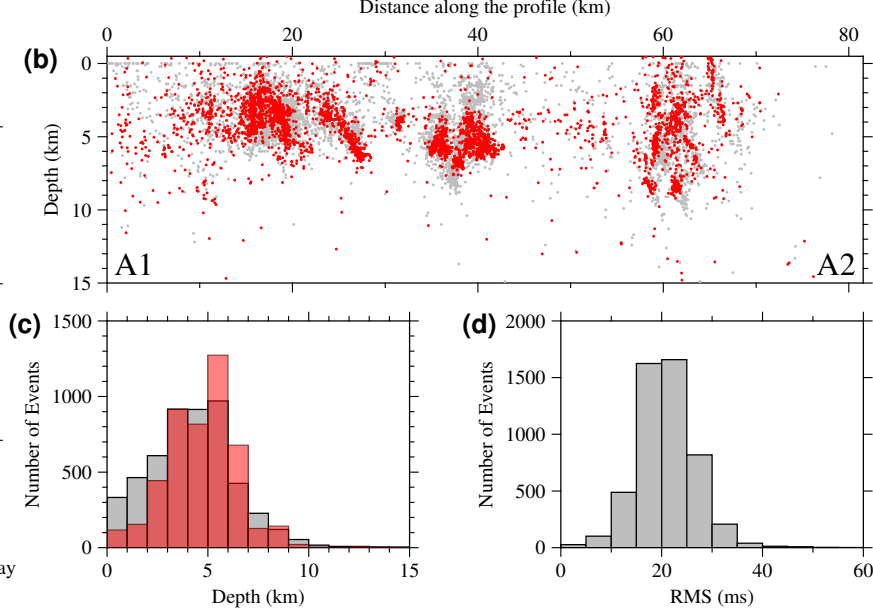 Distance along the profile (km)
0 20 40 60 80
(b)
0
5
10
15
Depth (km)
A1 A2
(c)
1500
1000
500
0
Number of Events
0 5 10 15
Depth (km)
(d)
2000
1500
1000
500
0
Number of Events
0 20 40 60
RMS (ms)
ay